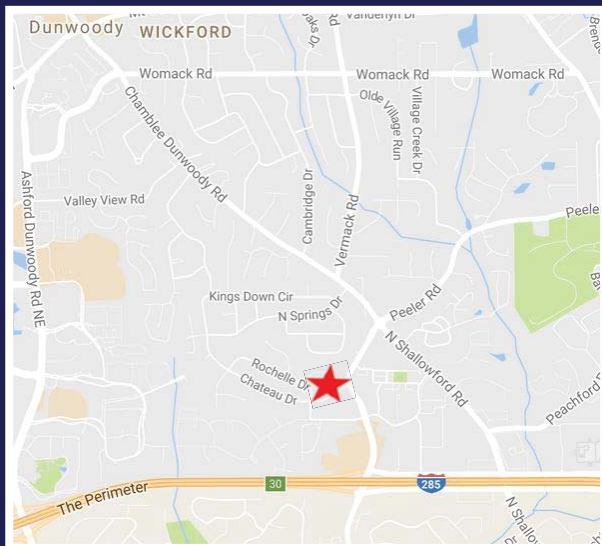 Vanderlyn Dr
Dunwoody
WICKFORD
Rd
Womack Rd
Womack Rd
Womack Rd
Olde Village Run
Village Creek Dr
Chamblee Dunwoody Rd
Ashford Dunwoody Rd NE
Valley View Rd
Cambridge Dr
Vermack Rd
Peeler
Kings Down Cir
N Springs Dr
Peeler Rd
N Shallowford Rd
Rochelle Dr
Chateau Dr
Peachford R
The Perimeter
30
285
N Shallow